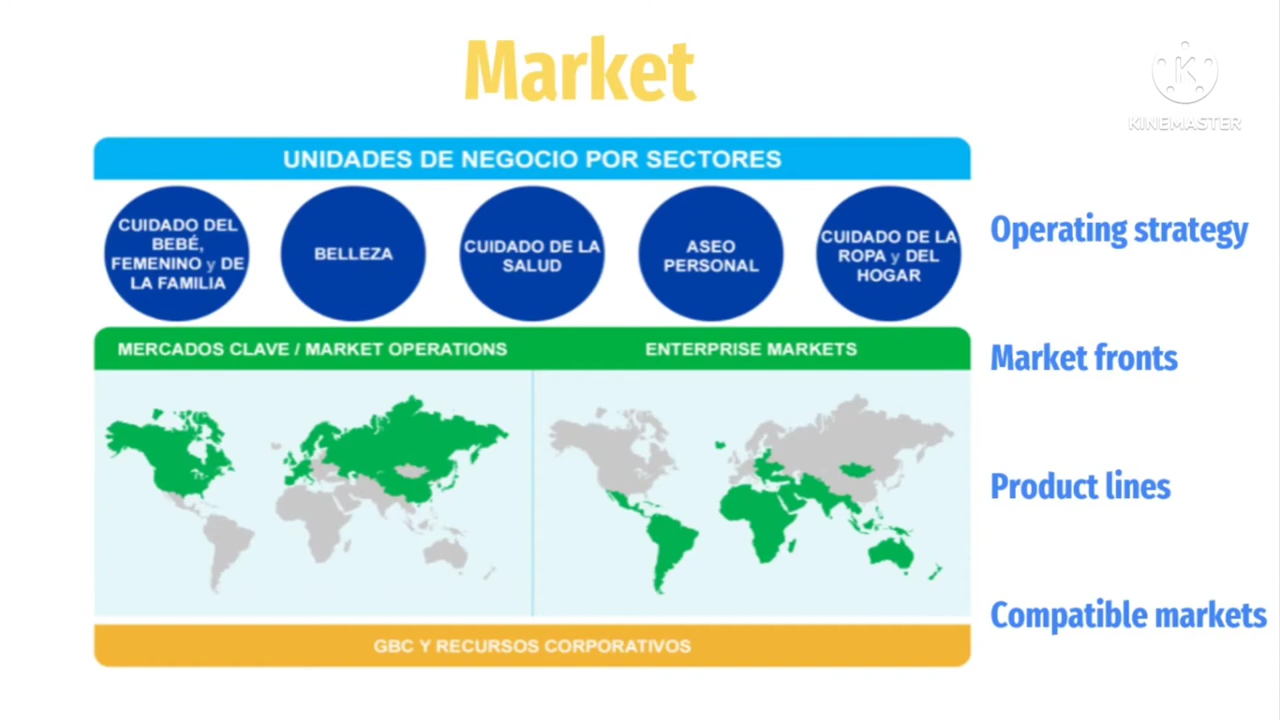 Market
K
KINEMASTER
UNIDADES DE NEGOCIO POR SECTORES
CUIDADO DEL
BEBÉ,
FEMENINO y DE
LA FAMILIA
BELLEZA
CUIDADO DE LA
SALUD
ASEO
PERSONAL
CUIDADO DE LA
ROPA y DEL
HOGAR
Operating strategy
MERCADOS CLAVE / MARKET OPERATIONS
ENTERPRISE MARKETS
Market fronts
Product lines
Compatible markets
GBC Y RECURSOS CORPORATIVOS